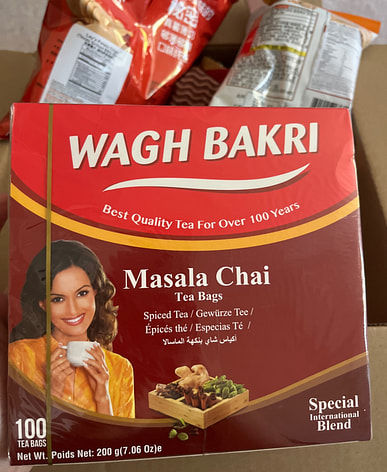 WAGH BAKRI
Best Quality Tea For Over 100 Years
Masala Chai
Tea Bags
Spiced Tea / Gewürze Tee /
Épicés thé / Especias Té /
أكياس شاي بنكهة الماسالا
100
TEA BAGS
Net Wt. Poids Net: 200 g(7.06 Oz)e
Special
International
Blend